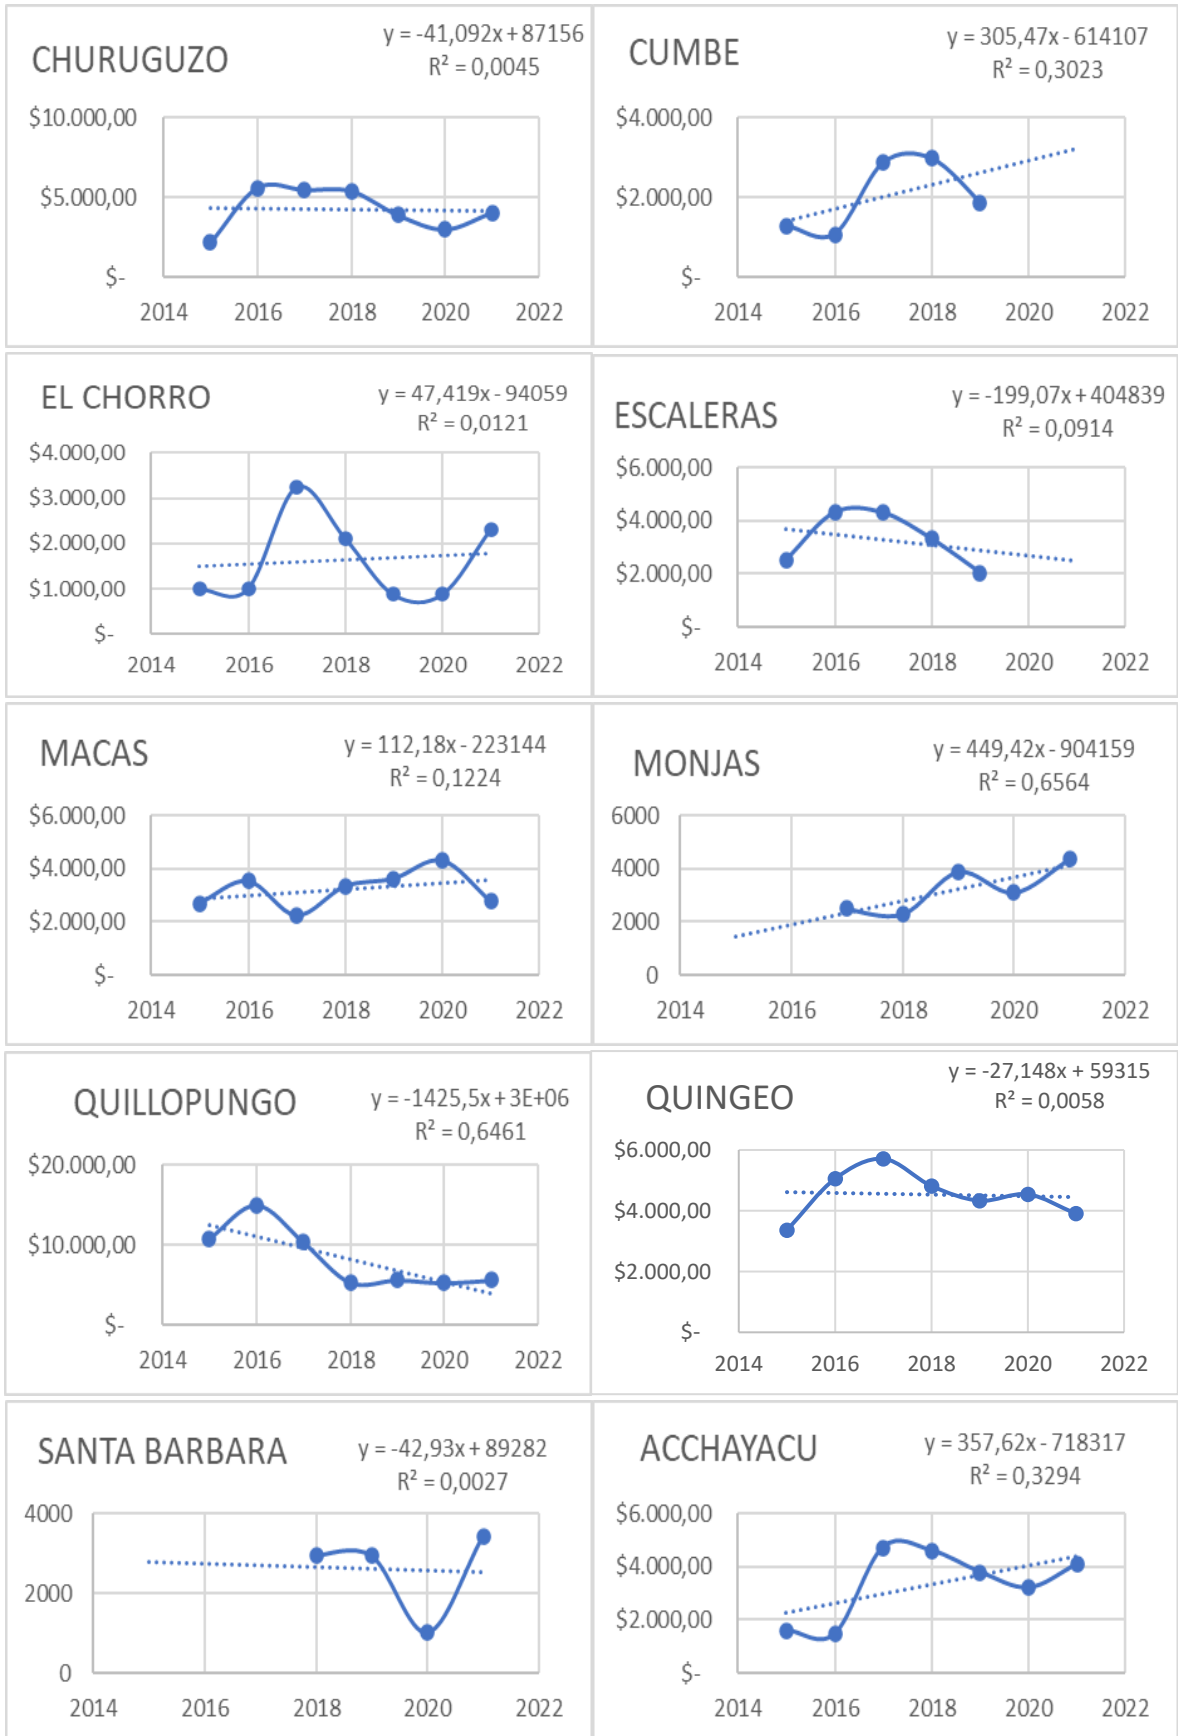 CHURUGUZO
y = -41,092x + 87156
R² = 0,0045
$10.000,00
$5.000,00
$-
2014 2016 2018 2020 2022
CUMBE
y = 305,47x - 614107
R² = 0,3023
$4.000,00
$2.000,00
$-
2014 2016 2018 2020 2022
EL CHORRO
y = 47,419x - 94059
R² = 0,0121
$4.000,00
$3.000,00
$2.000,00
$1.000,00
$-
2014 2016 2018 2020 2022
ESCALERAS
y = -199,07x + 404839
R² = 0,0914
$6.000,00
$4.000,00
$2.000,00
$-
2014 2016 2018 2020 2022
MACAS
y = 112,18x - 223144
R² = 0,1224
$6.000,00
$4.000,00
$2.000,00
$-
2014 2016 2018 2020 2022
MONJAS
y = 449,42x - 904159
R² = 0,6564
6000
4000
2000
0
2014 2016 2018 2020 2022
QUILLOPUNGO
y = -1425,5x + 3E+06
R² = 0,6461
$20.000,00
$10.000,00
$-
2014 2016 2018 2020 2022
QUINGEO
y = -27,148x + 59315
R² = 0,0058
$6.000,00
$4.000,00
$2.000,00
$-
2014 2016 2018 2020 2022
SANTA BARBARA
y = -42,93x + 89282
R² = 0,0027
4000
2000
0
2014 2016 2018 2020 2022
ACCHAYACU
y = 357,62x - 718317
R² = 0,3294
$6.000,00
$4.000,00
$2.000,00
$-
2014 2016 2018 2020 2022